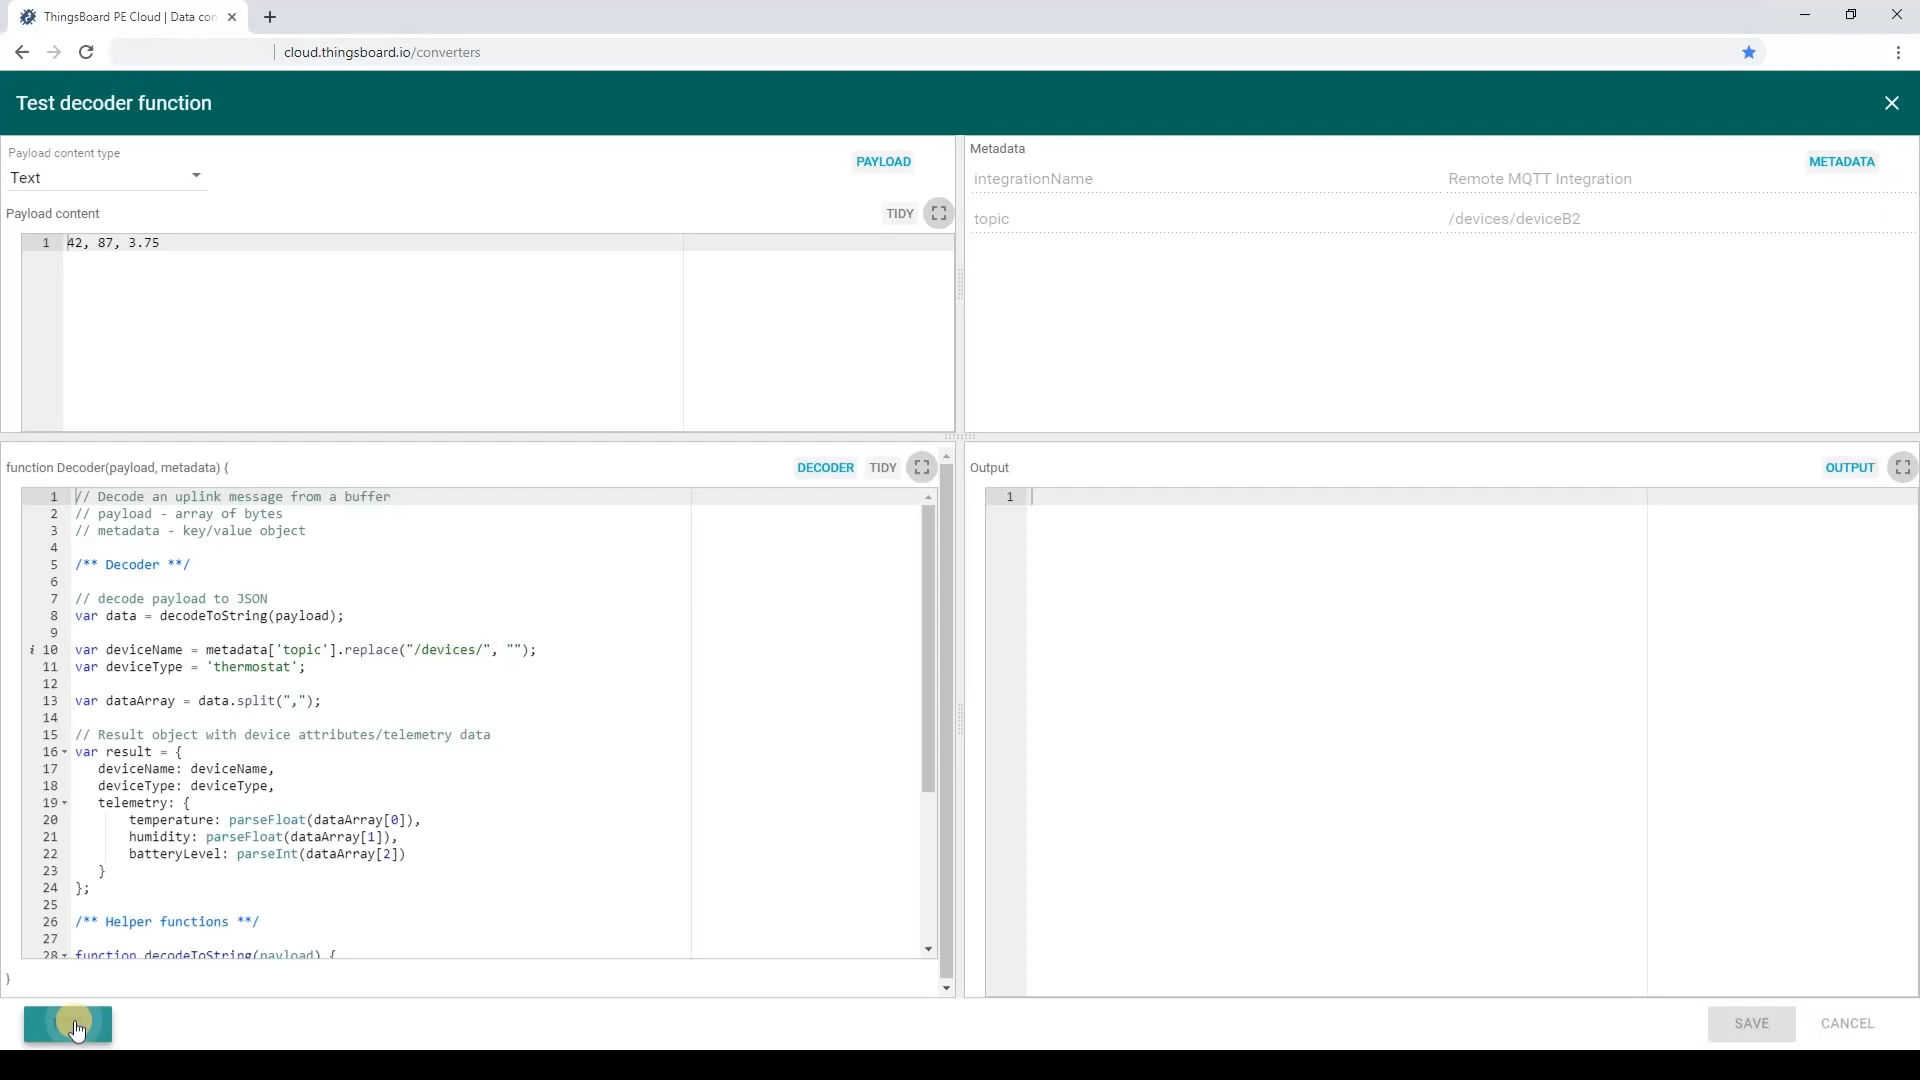 ThingsBoard PE Cloud | Data con
cloud.thingsboard.io/converters
Test decoder function
Payload content type
PAYLOAD
Text
Payload content
TIDY
1 42, 87, 3.75
Metadata
METADATA
integrationName Remote MQTT Integration
topic /devices/deviceB2
function Decoder(payload, metadata) {
DECODER TIDY
1 // Decode an uplink message from a buffer
2 // payload - array of bytes
3 // metadata - key/value object
4
5 /** Decoder **/
6
7 // decode payload to JSON
8 var data = decodeToString(payload);
9
i 10 var deviceName = metadata['topic'].replace("/devices/", "");
11 var deviceType = 'thermostat';
12
13 var dataArray = data.split(",");
14
15 // Result object with device attributes/telemetry data
16 var result = {
17 deviceName: deviceName,
18 deviceType: deviceType,
19 telemetry: {
20 temperature: parseFloat(dataArray[0]),
21 humidity: parseFloat(dataArray[1]),
22 batteryLevel: parseInt(dataArray[2])
23 }
24 };
25
26 /** Helper functions **/
27
28 function decodeToString(payload) {
}
Output
OUTPUT
1
SAVE
CANCEL